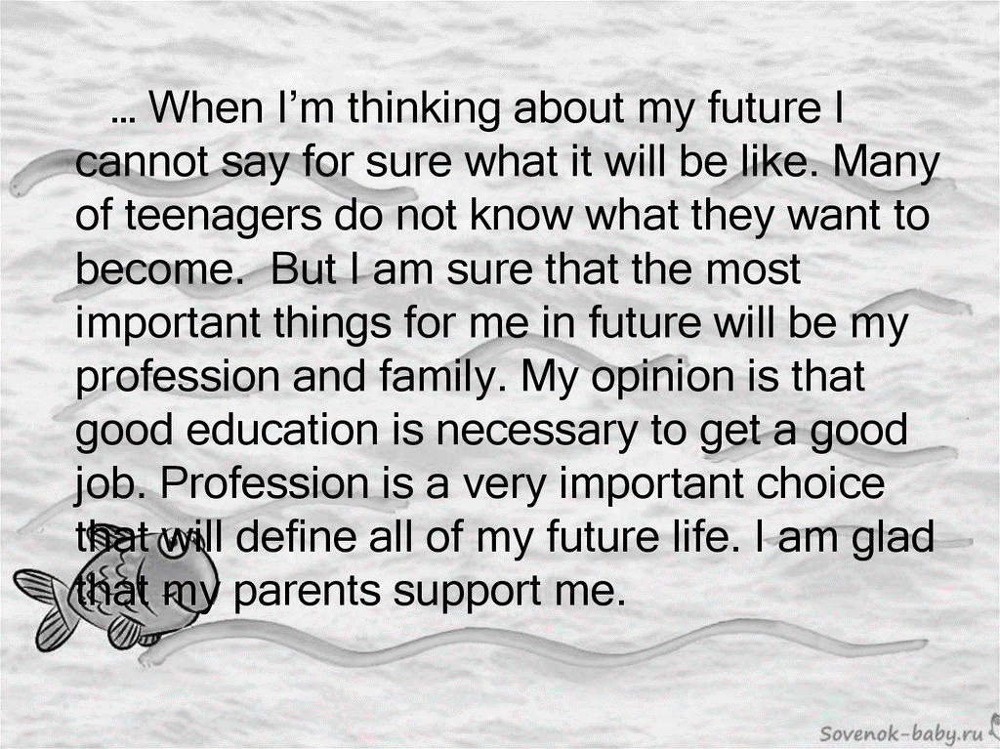 … When I’m thinking about my future I
cannot say for sure what it will be like. Many
of teenagers do not know what they want to
become.  But I am sure that the most
important things for me in future will be my
profession and family. My opinion is that
good education is necessary to get a good
job. Profession is a very important choice
that will define all of my future life. I am glad
that my parents support me.
Sovenok-baby.ru